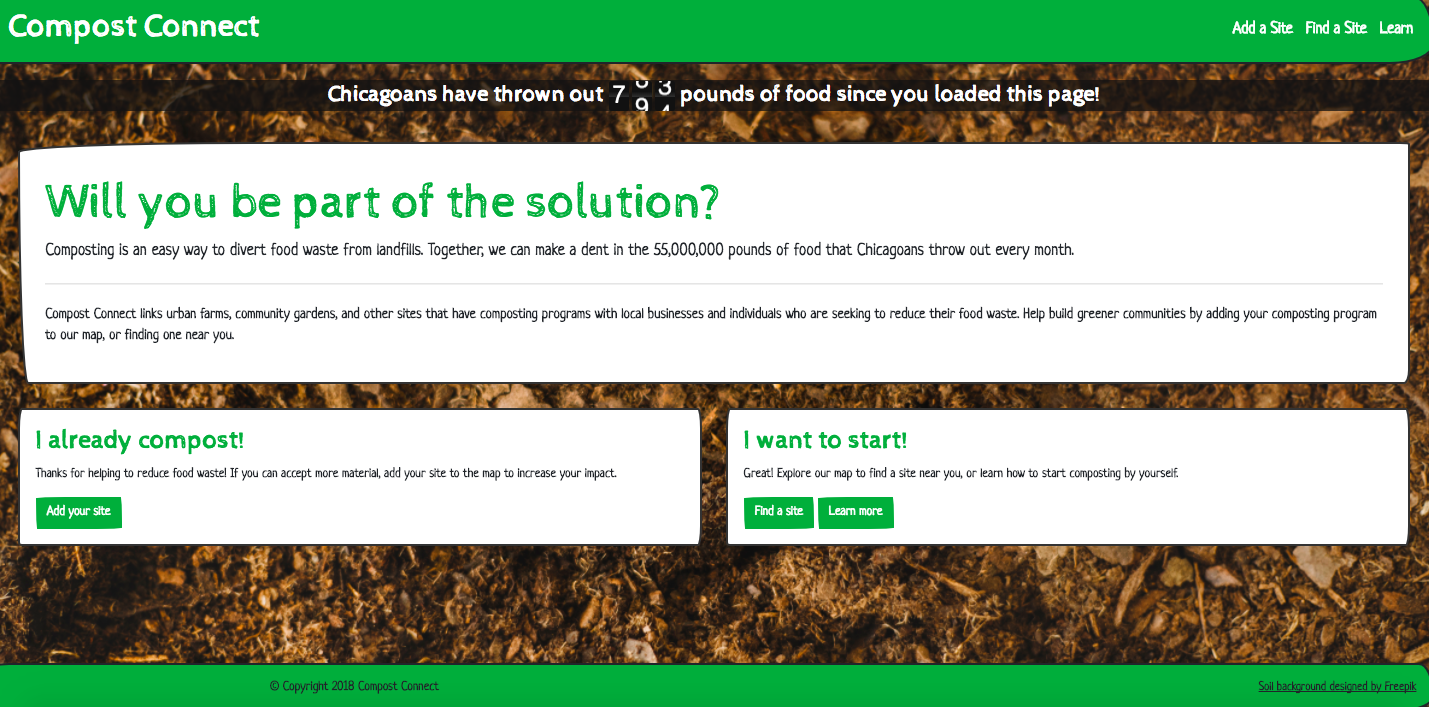 Compost Connect
Add a Site Find a Site Learn
Chicagoans have thrown out 7 pounds of food since you loaded this page!
Will you be part of the solution?
Composting is an easy way to divert food waste from landfills. Together, we can make a dent in the 55,000,000 pounds of food that Chicagoans throw out every month.
Compost Connect links urban farms, community gardens, and other sites that have composting programs with local businesses and individuals who are seeking to reduce their food waste. Help build greener communities by adding your composting program
to our map, or finding one near you.
I already compost!
Thanks for helping to reduce food waste! If you can accept more material, add your site to the map to increase your impact.
Add your site
I want to start!
Great! Explore our map to find a site near you, or learn how to start composting by yourself.
Find a site Learn more
© Copyright 2018 Compost Connect
Soil background designed by Freepik